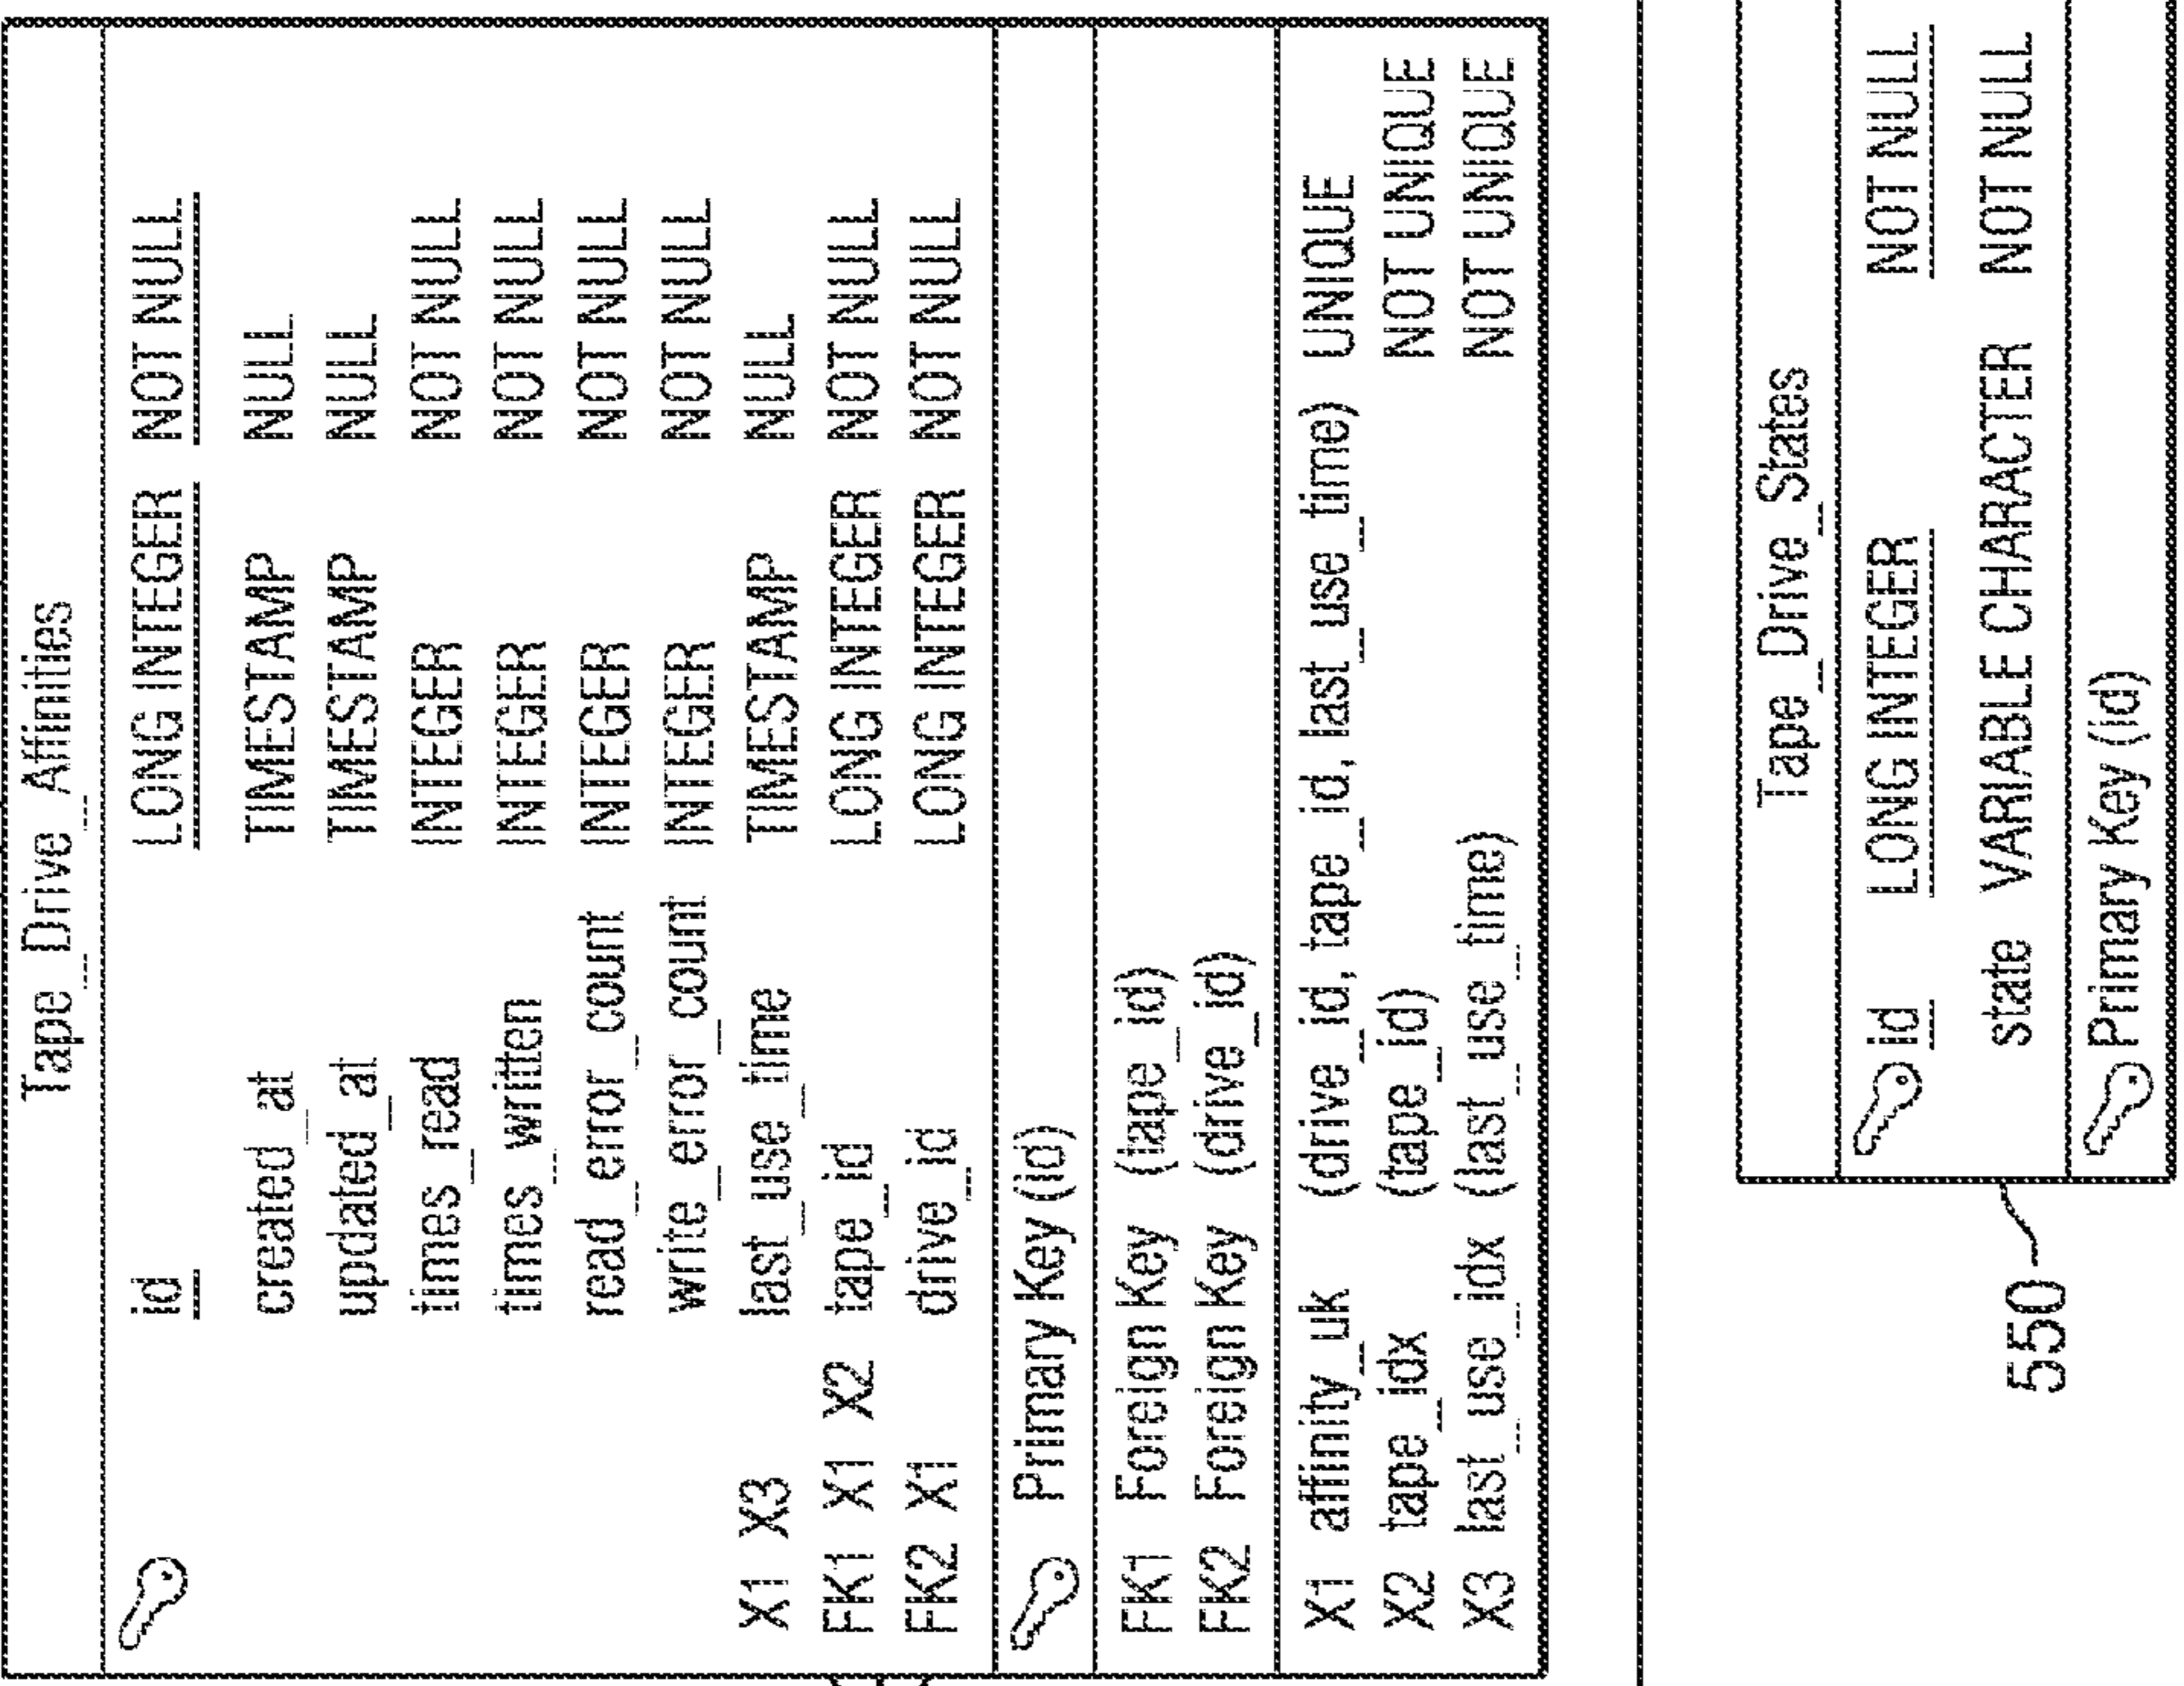 Tape_Drive_Affinities
id LONG INTEGER NOT NULL
created_at TIMESTAMP NULL
updated_at TIMESTAMP NULL
times_read INTEGER NOT NULL
times_written INTEGER NOT NULL
read_error_count INTEGER NOT NULL
write_error_count INTEGER NOT NULL
X1 X3 last_use_time TIMESTAMP NULL
FK1 X1 X2 tape_id LONG INTEGER NOT NULL
FK2 X1 drive_id LONG INTEGER NOT NULL
Primary Key (id)
FK1 Foreign Key (tape_id)
FK2 Foreign Key (drive_id)
X1 affinity_uk (drive_id, tape_id, last_use_time) UNIQUE
X2 tape_idx (tape_id) NOT UNIQUE
X3 last_use_idx (last_use_time) NOT UNIQUE
Tape_Drive_States
id LONG INTEGER NOT NULL
state VARIABLE CHARACTER NOT NULL
Primary Key (id)
550